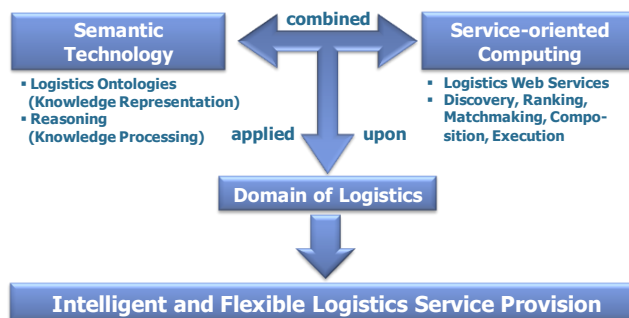 combined
Semantic
Technology
Service-oriented
Computing
▪ Logistics Ontologies
(Knowledge Representation)
▪ Reasoning
(Knowledge Processing)
▪ Logistics Web Services
▪ Discovery, Ranking,
Matchmaking, Compo-
sition, Execution
applied upon
Domain of Logistics
Intelligent and Flexible Logistics Service Provision